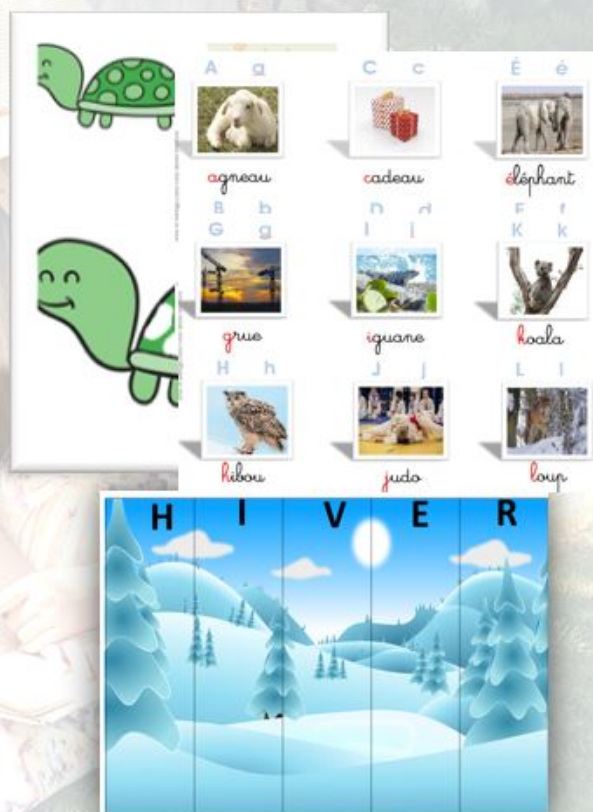 A a C c É é
agneau cadeau éléphant
B b D d F f
G g I i K k
grue iguane koala
H h J j L l
hibou judo loup
H I V E R